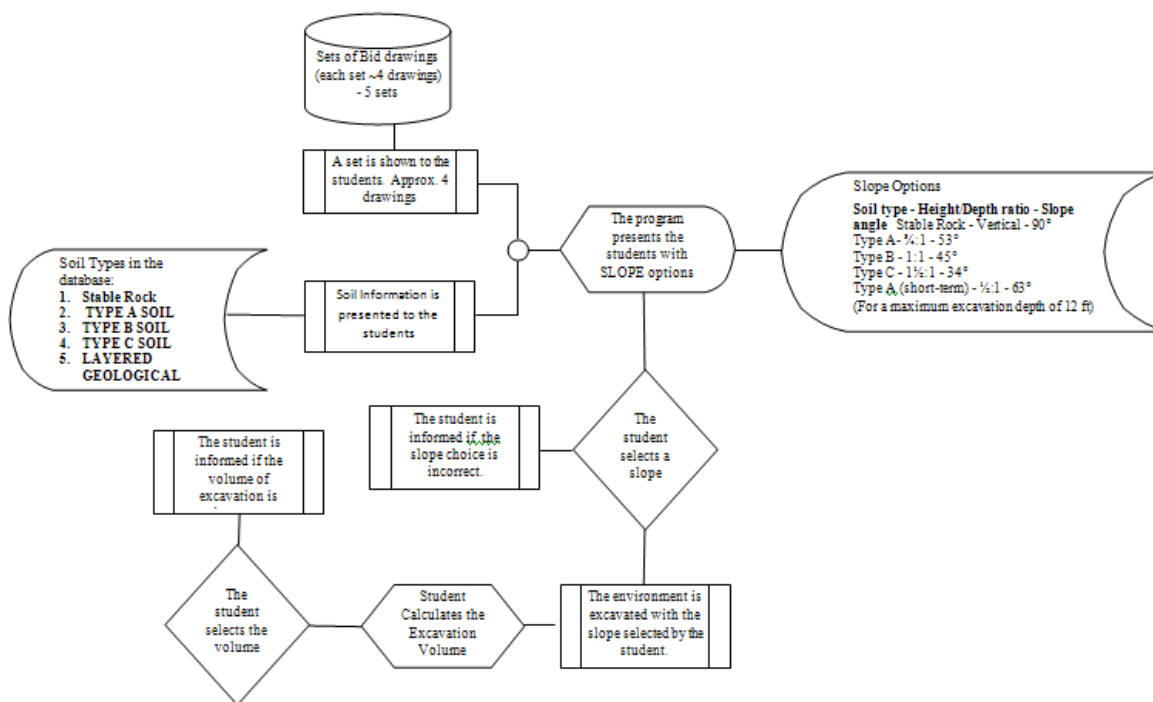 Sets of Bid drawings
(each set ~4 drawings)
- 5 sets
A set is shown to the
students. Approx. 4
drawings
Soil Types in the
database:
1. Stable Rock
2. TYPE A SOIL
3. TYPE B SOIL
4. TYPE C SOIL
5. LAYERED
GEOLOGICAL
Soil Information is
presented to the
students
The program
presents the
students with
SLOPE options
Slope Options
Soil type - Height/Depth ratio - Slope
angle Stable Rock - Vertical - 90°
Type A- ¾:1 - 53°
Type B - 1:1 - 45°
Type C - 1½:1 - 34°
Type A (short-term) - ½:1 - 63°
(For a maximum excavation depth of 12 ft)
The
student
selects a
slope
The student is
informed if the
slope choice is
incorrect.
The environment is
excavated with the
slope selected by the
student.
Student
Calculates the
Excavation
Volume
The
student
selects the
volume
The student is
informed if the
volume of
excavation is